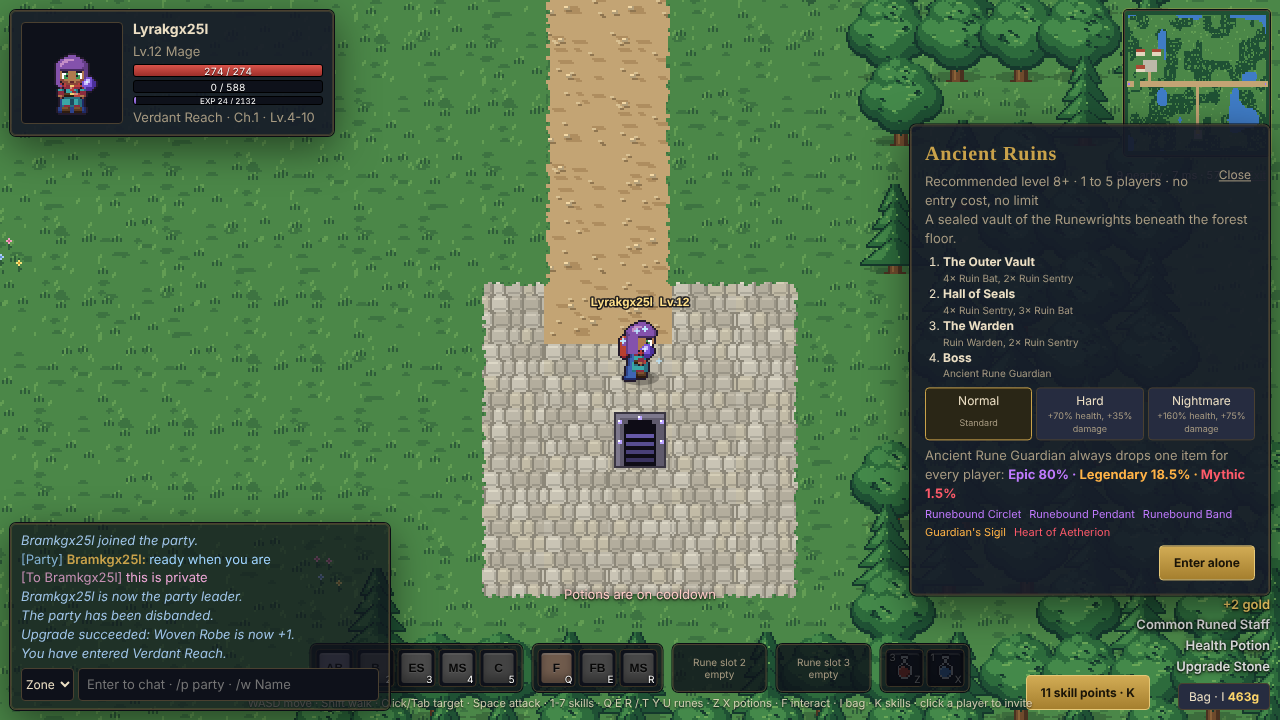 Lyrakgx25l
Lv.12 Mage
274 / 274
0 / 588
EXP 24 / 2132
Verdant Reach · Ch.1 · Lv.4-10
Ancient Ruins
Close
Recommended level 8+ · 1 to 5 players · no
entry cost, no limit
A sealed vault of the Runewrights beneath the forest
floor.
1. The Outer Vault
4× Ruin Bat, 2× Ruin Sentry
2. Hall of Seals
4× Ruin Sentry, 3× Ruin Bat
3. The Warden
Ruin Warden, 2× Ruin Sentry
4. Boss
Ancient Rune Guardian
Normal
Standard
Hard
+70% health, +35%
damage
Nightmare
+160% health, +75%
damage
Ancient Rune Guardian always drops one item for
every player: Epic 80% · Legendary 18.5% · Mythic
1.5%
Runebound Circlet Runebound Pendant Runebound Band
Guardian's Sigil Heart of Aetherion
Enter alone
Lyrakgx25l Lv.12
Potions are on cooldown
Bramkgx25l joined the party.
[Party] Bramkgx25l: ready when you are
[To Bramkgx25l] this is private
Bramkgx25l is now the party leader.
The party has been disbanded.
Upgrade succeeded: Woven Robe is now +1.
You have entered Verdant Reach.
Zone
Enter to chat · /p party · /w Name
ES 3
MS 4
C 5
F Q
FB E
MS R
Rune slot 2
empty
Rune slot 3
empty
3 Z
1 X
+2 gold
Common Runed Staff
Health Potion
Upgrade Stone
11 skill points · K
Bag · I 463g
WASD move · Shift walk · Click/Tab target · Space attack · 1-7 skills · Q E R / T Y U runes · Z X potions · F interact · I bag · K skills · click a player to invite